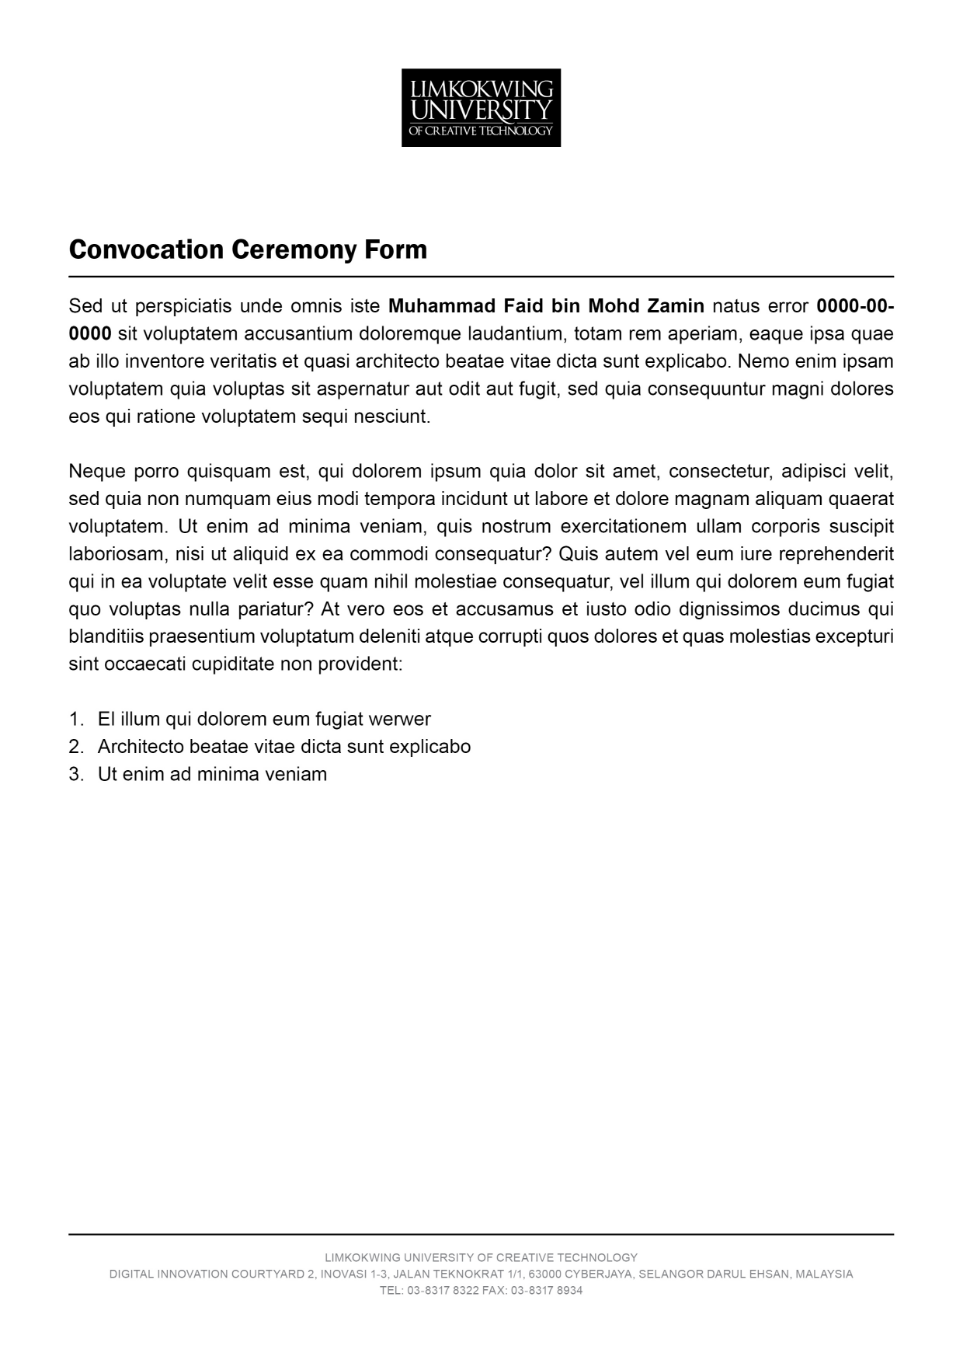 LIMKOKWING
UNIVERSITY
OF CREATIVE TECHNOLOGY
Convocation Ceremony Form
Sed ut perspiciatis unde omnis iste Muhammad Faid bin Mohd Zamin natus error 0000-00-
0000 sit voluptatem accusantium doloremque laudantium, totam rem aperiam, eaque ipsa quae
ab illo inventore veritatis et quasi architecto beatae vitae dicta sunt explicabo. Nemo enim ipsam
voluptatem quia voluptas sit aspernatur aut odit aut fugit, sed quia consequuntur magni dolores
eos qui ratione voluptatem sequi nesciunt.
Neque porro quisquam est, qui dolorem ipsum quia dolor sit amet, consectetur, adipisci velit,
sed quia non numquam eius modi tempora incidunt ut labore et dolore magnam aliquam quaerat
voluptatem. Ut enim ad minima veniam, quis nostrum exercitationem ullam corporis suscipit
laboriosam, nisi ut aliquid ex ea commodi consequatur? Quis autem vel eum iure reprehenderit
qui in ea voluptate velit esse quam nihil molestiae consequatur, vel illum qui dolorem eum fugiat
quo voluptas nulla pariatur? At vero eos et accusamus et iusto odio dignissimos ducimus qui
blanditiis praesentium voluptatum deleniti atque corrupti quos dolores et quas molestias excepturi
sint occaecati cupiditate non provident:
1. El illum qui dolorem eum fugiat werwer
2. Architecto beatae vitae dicta sunt explicabo
3. Ut enim ad minima veniam
LIMKOKWING UNIVERSITY OF CREATIVE TECHNOLOGY
DIGITAL INNOVATION COURTYARD 2, INOVASI 1-3, JALAN TEKNOKRAT 1/1, 63000 CYBERJAYA, SELANGOR DARUL EHSAN, MALAYSIA
TEL: 03-8317 8322 FAX: 03-8317 8934